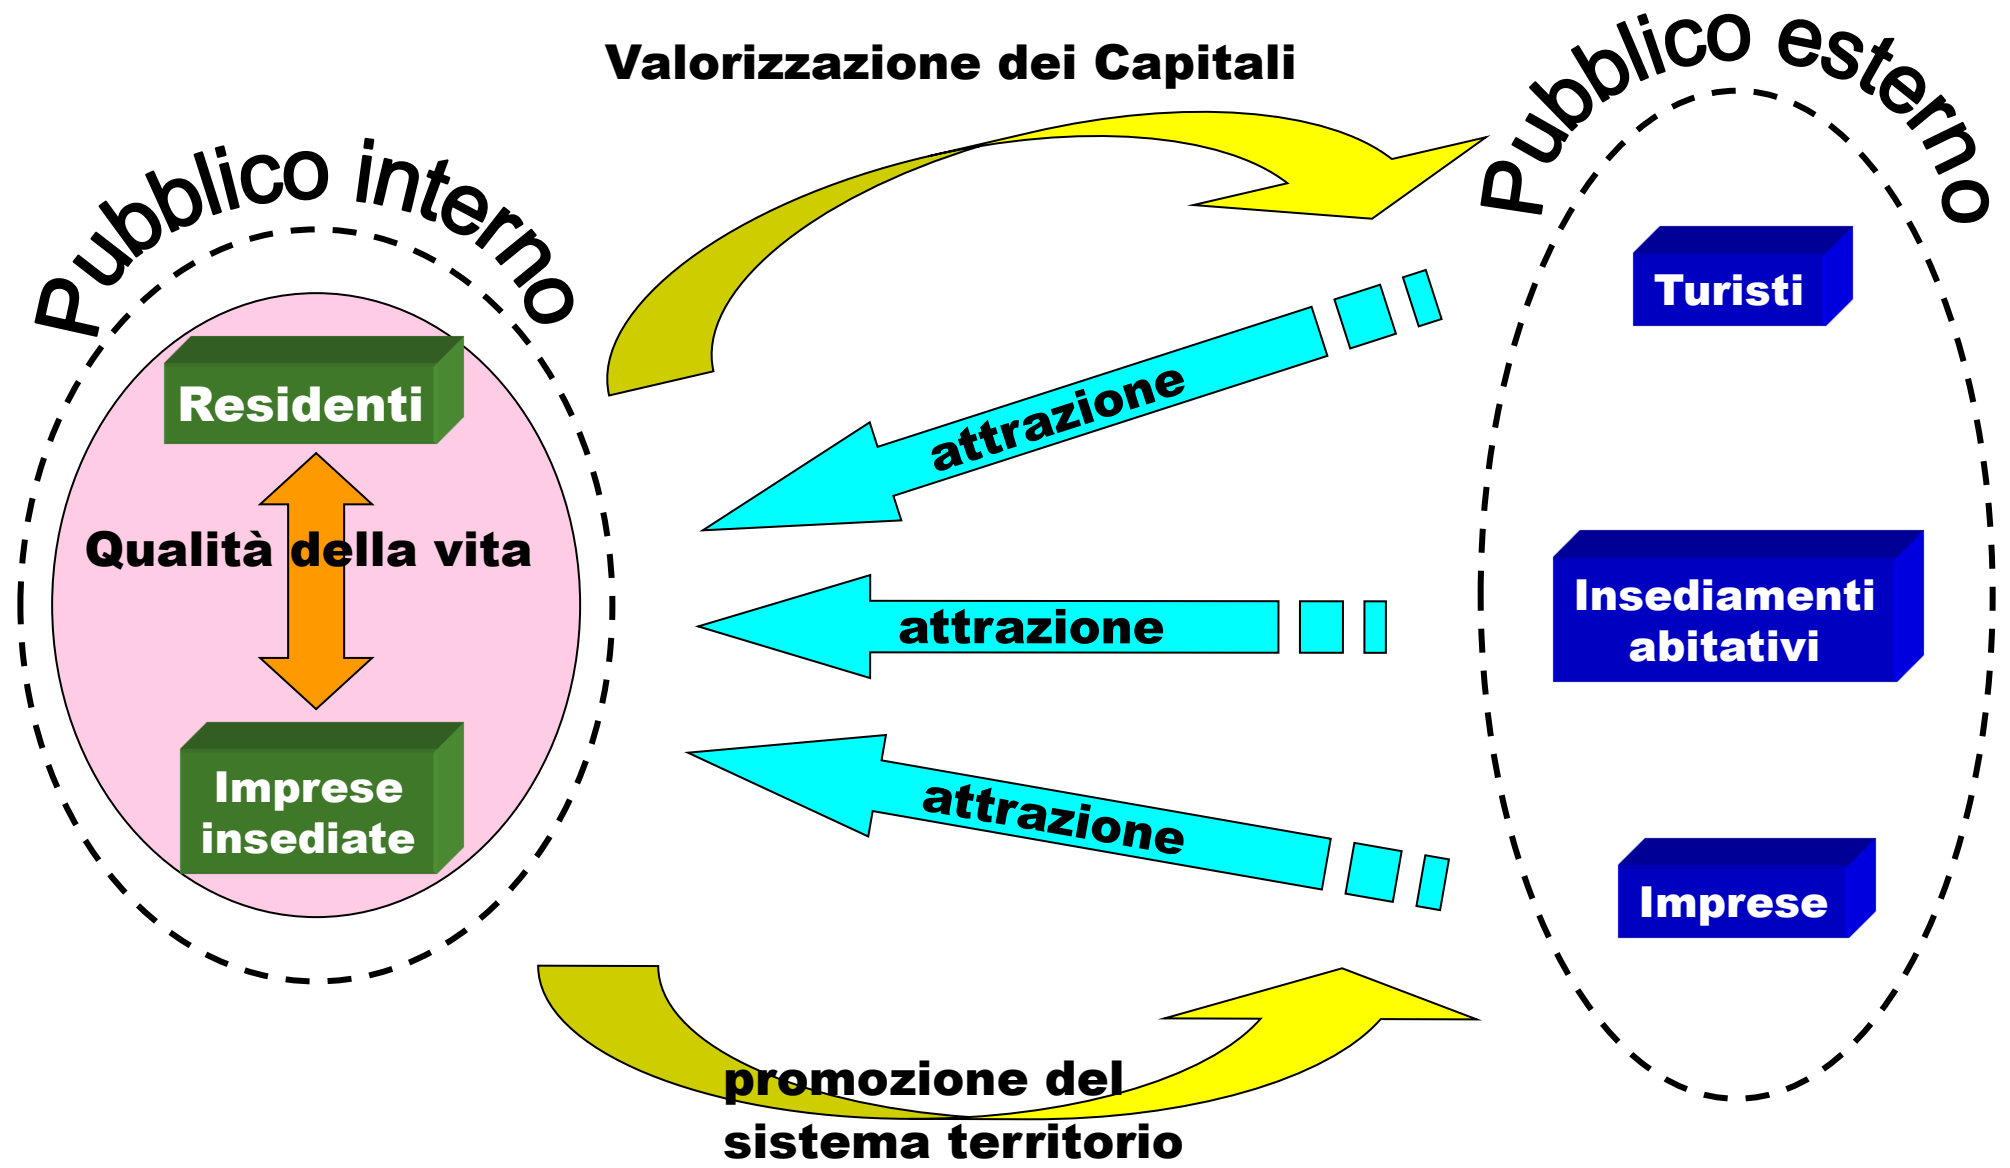 Valorizzazione dei Capitali
Pubblico interno
Residenti
Qualità della vita
Imprese
insediate
attrazione
attrazione
attrazione
promozione del
sistema territorio
Pubblico esterno
Turisti
Insediamenti
abitativi
Imprese